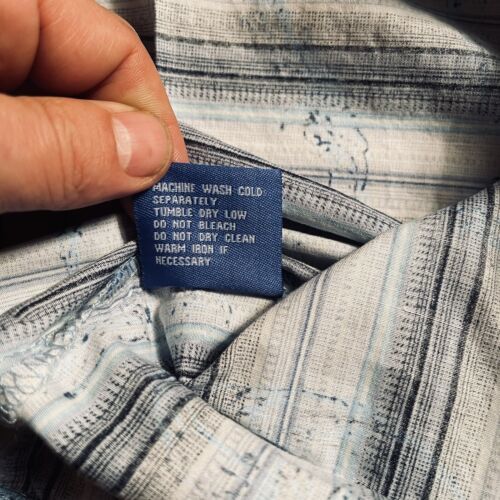 MACHINE WASH COLD
SEPARATELY
TUMBLE DRY LOW
DO NOT BLEACH
DO NOT DRY CLEAN
WARM IRON IF
NECESSARY